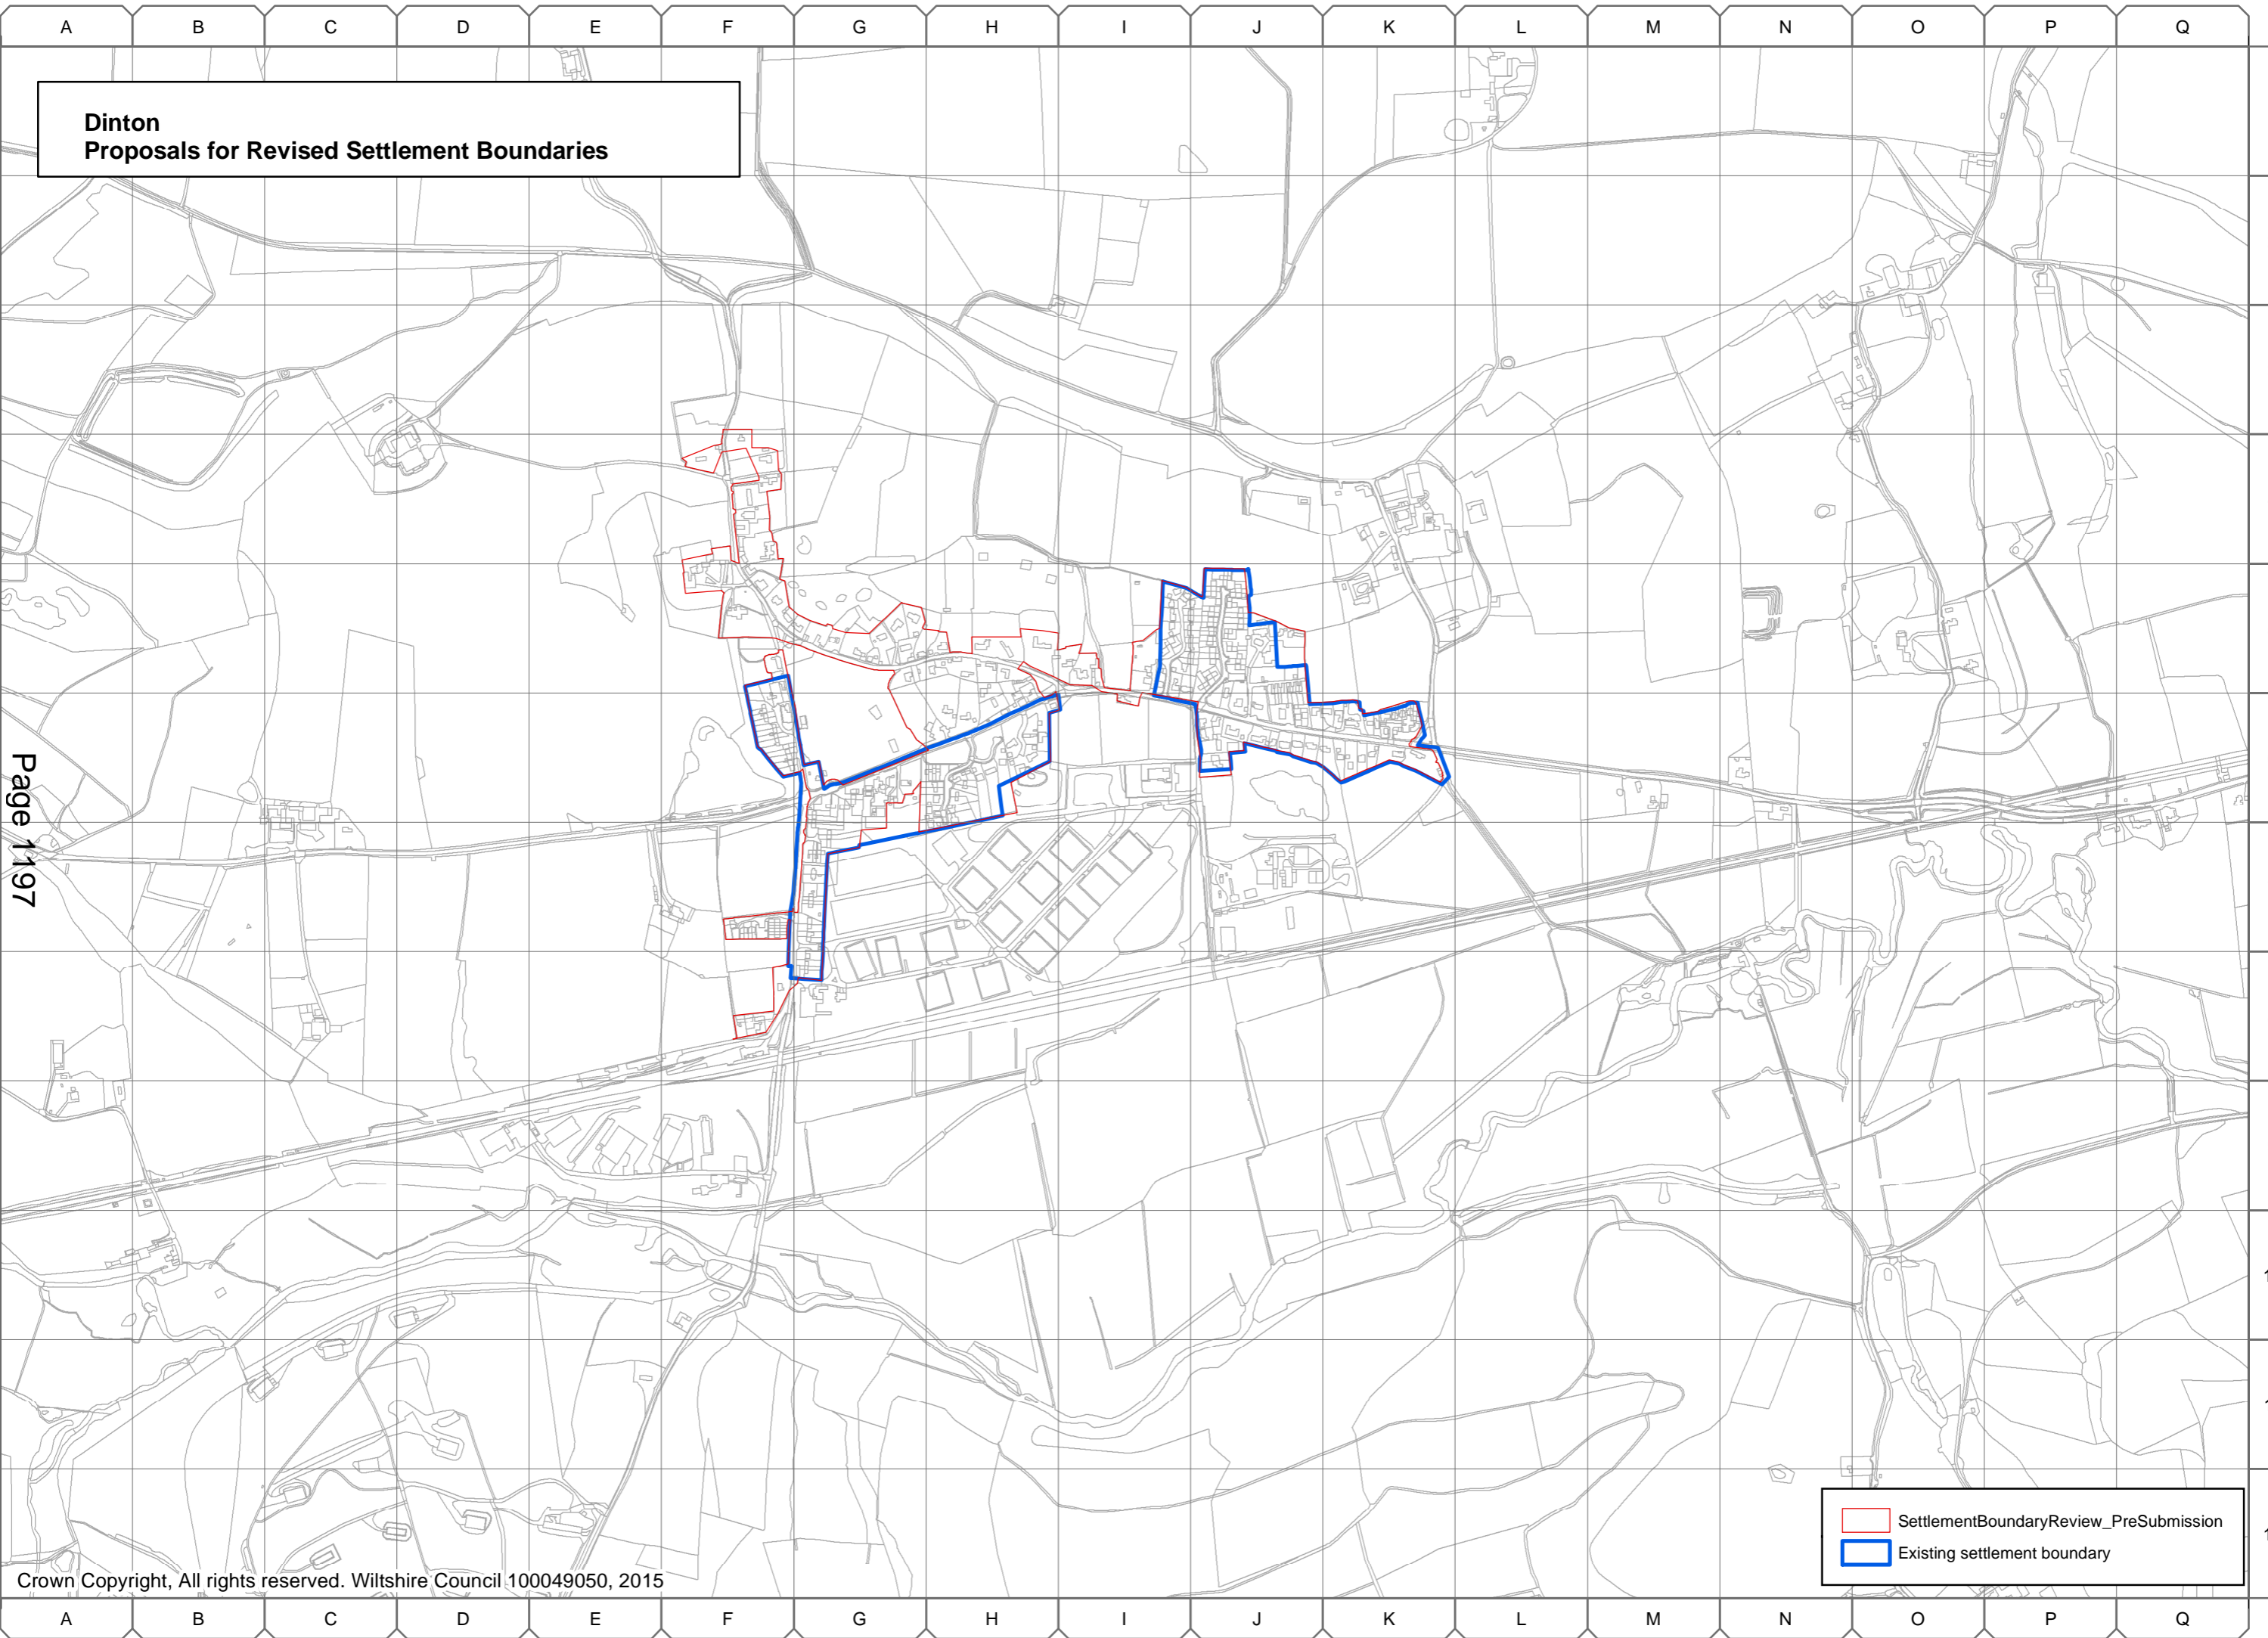 A B C D E F G H I J K L M N O P Q
Dinton
Proposals for Revised Settlement Boundaries
Page 1197
SettlementBoundaryReview_PreSubmission
Existing settlement boundary
Crown Copyright, All rights reserved. Wiltshire Council 100049050, 2015
A B C D E F G H I J K L M N O P Q